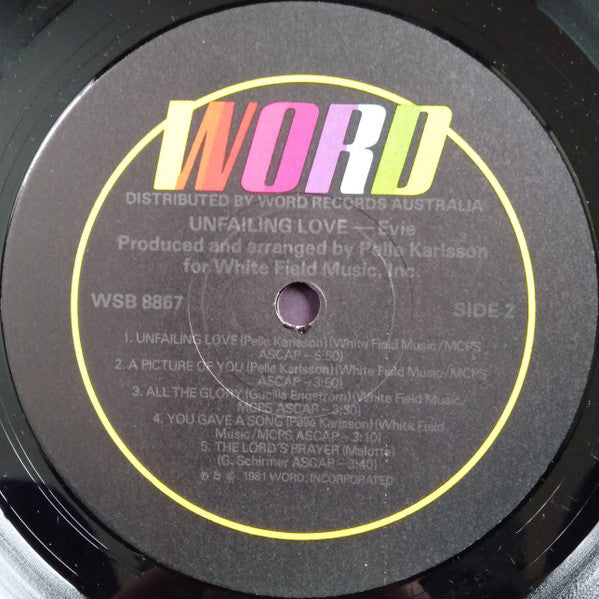 WORD
DISTRIBUTED BY WORD RECORDS AUSTRALIA
UNFAILING LOVE — Evie
Produced and arranged by Pelle Karlsson
for White Field Music, Inc.
WSB 8867 SIDE 2
1. UNFAILING LOVE (Pelle Karlsson) (White Field Music/MCPS
ASCAP – 5:50)
2. A PICTURE OF YOU (Pelle Karlsson) (White Field Music/MCPS
ASCAP – 3:50)
3. ALL THE GLORY (Gunilla Engstrom) (White Field Music/
MCPS ASCAP – 3:30)
4. YOU GAVE A SONG (Pelle Karlsson) (White Field
Music/MCPS ASCAP – 3:10)
5. THE LORD'S PRAYER (Malotte)
(G. Schirmer ASCAP – 3:40)
℗ & © 1981 WORD, INCORPORATED